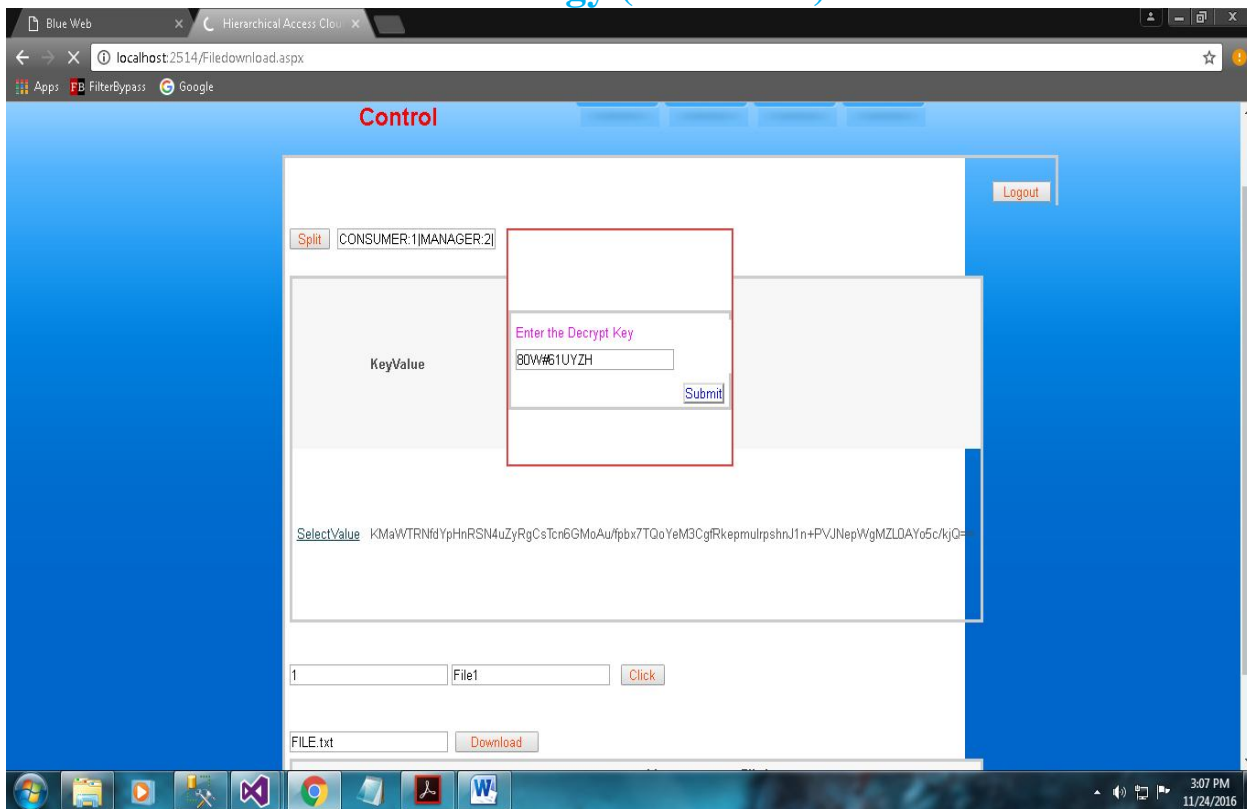 Blue Web
Hierarchical Access Clou
localhost:2514/Filedownload.aspx
Apps FB FilterBypass G Google
Control
Logout
Split CONSUMER:1|MANAGER:2|
Enter the Decrypt Key
80W#61UYZH
KeyValue
Submit
SelectValue KMaWTRNfdYpHnRSN4uZyRgCsTcn6GMoAu/fpbx7TQoYeM3CgfRkepmulrpshnJ1n+PVJNepWgMZL0AYo5c/kjQ==
1 File1 Click
FILE.txt Download
3:07 PM
11/24/2016